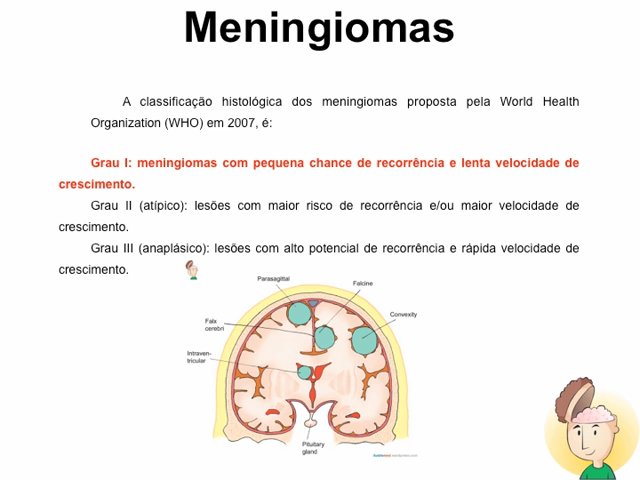 Meningiomas
A classificação histológica dos meningiomas proposta pela World Health
Organization (WHO) em 2007, é:
Grau I: meningiomas com pequena chance de recorrência e lenta velocidade de
crescimento.
Grau II (atípico): lesões com maior risco de recorrência e/ou maior velocidade de
crescimento.
Grau III (anaplásico): lesões com alto potencial de recorrência e rápida velocidade de
crescimento.
Parasagittal
Falcine
Convexity
Falx
cerebri
Intraven-
tricular
Pituitary
gland